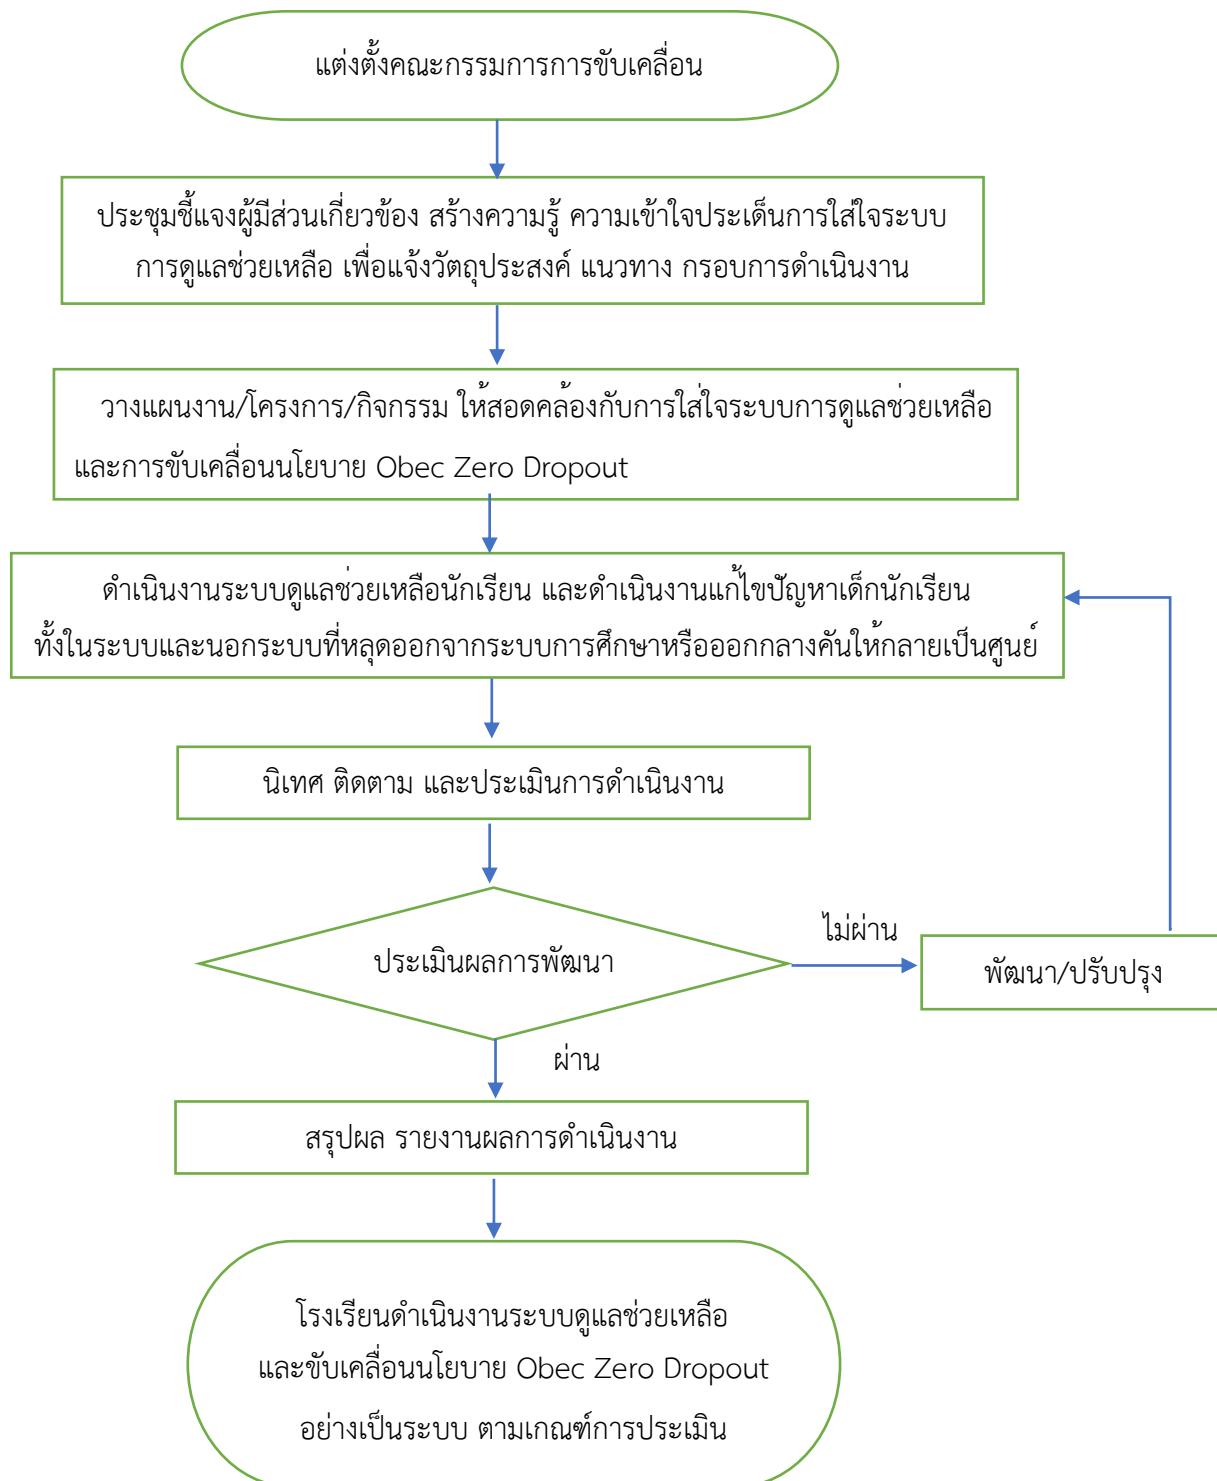 แต่งตั้งคณะกรรมการการขับเคลื่อน
ประชุมชี้แจงผู้มีส่วนเกี่ยวข้อง สร้างความรู้ ความเข้าใจประเด็นการใส่ใจระบบ
การดูแลช่วยเหลือ เพื่อแจ้งวัตถุประสงค์ แนวทาง กรอบการดำเนินงาน
วางแผนงาน/โครงการ/กิจกรรม ให้สอดคล้องกับการใส่ใจระบบการดูแลช่วยเหลือ
และการขับเคลื่อนนโยบาย Obec Zero Dropout
ดำเนินงานระบบดูแลช่วยเหลือนักเรียน และดำเนินงานแก้ไขปัญหาเด็กนักเรียน
ทั้งในระบบและนอกระบบที่หลุดออกจากระบบการศึกษาหรือออกกลางคันให้กลายเป็นศูนย์
นิเทศ ติดตาม และประเมินการดำเนินงาน
ไม่ผ่าน
ประเมินผลการพัฒนา
พัฒนา/ปรับปรุง
ผ่าน
สรุปผล รายงานผลการดำเนินงาน
โรงเรียนดำเนินงานระบบดูแลช่วยเหลือ
และขับเคลื่อนนโยบาย Obec Zero Dropout
อย่างเป็นระบบ ตามเกณฑ์การประเมิน